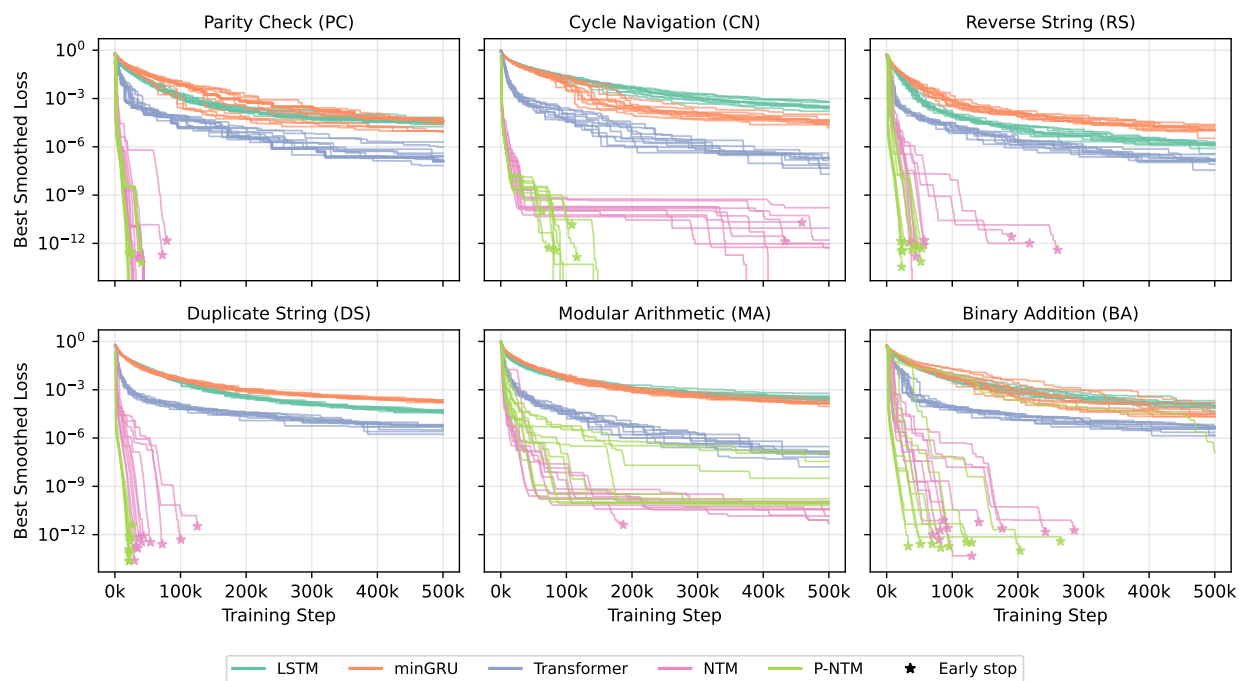 Parity Check (PC) Cycle Navigation (CN) Reverse String (RS)
Best Smoothed Loss
10^0
10^-3
10^-6
10^-9
10^-12
Duplicate String (DS) Modular Arithmetic (MA) Binary Addition (BA)
Best Smoothed Loss
10^0
10^-3
10^-6
10^-9
10^-12
0k 100k 200k 300k 400k 500k 0k 100k 200k 300k 400k 500k 0k 100k 200k 300k 400k 500k
Training Step Training Step Training Step
LSTM minGRU Transformer NTM P-NTM Early stop